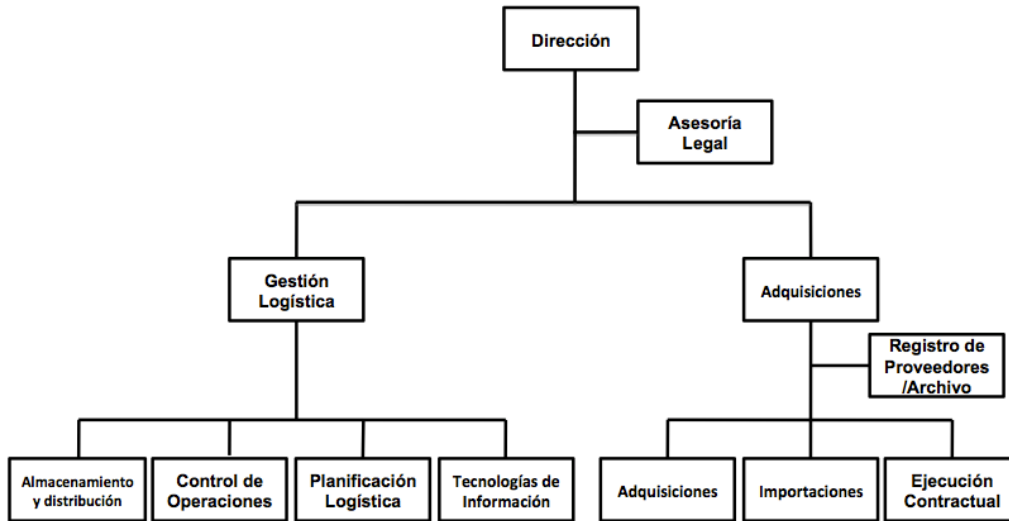 Dirección
Asesoría
Legal
Gestión
Logística
Adquisiciones
Registro de
Proveedores
/Archivo
Almacenamiento
y distribución
Control de
Operaciones
Planificación
Logística
Tecnologías de
Información
Adquisiciones
Importaciones
Ejecución
Contractual